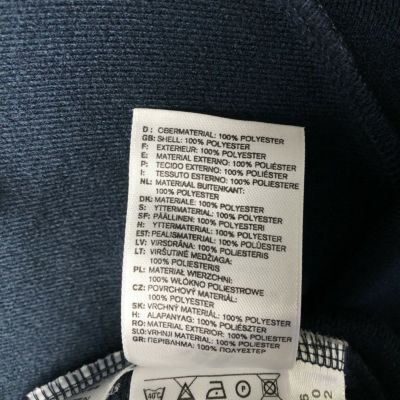 D: OBERMATERIAL: 100% POLYESTER
GB: SHELL: 100% POLYESTER
F: EXTERIEUR: 100% POLYESTER
E: MATERIAL EXTERNO: 100% POLIÉSTER
P: TECIDO EXTERNO: 100% POLIÉSTER
I: TESSUTO ESTERNO: 100% POLIESTERE
NL: MATERIAAL BUITENKANT:
100% POLYESTER
DK: MATERIALE: 100% POLYESTER
S: YTTERMATERIAL: 100% POLYESTER
SF: PÄÄLLINEN: 100% POLYESTERI
N: YTTERMATERIAL: 100% POLYESTER
EST: PEALISMATERJAL: 100% POLÜESTER
LV: VIRSDRĀNA: 100% POLIESTERIS
LT: VIRŠUTINĖ MEDŽIAGA:
100% POLIESTERIS
PL: MATERIAŁ WIERZCHNI:
100% WŁÓKNO POLIESTROWE
CZ: POVRCHOVÝ MATERIÁL:
100% POLYESTER
SK: VRCHNÝ MATERIÁL: 100% POLYESTER
H: ALAPANYAG: 100% POLIÉSZTER
RO: MATERIAL EXTERIOR: 100% POLIESTER
SLO: VRHNJI MATERIAL: 100% POLIESTER
GR: ΠΕΡΙΒΛΗΜΑ: 100% ΠΟΛΥΕΣΤΕΡ
40°C